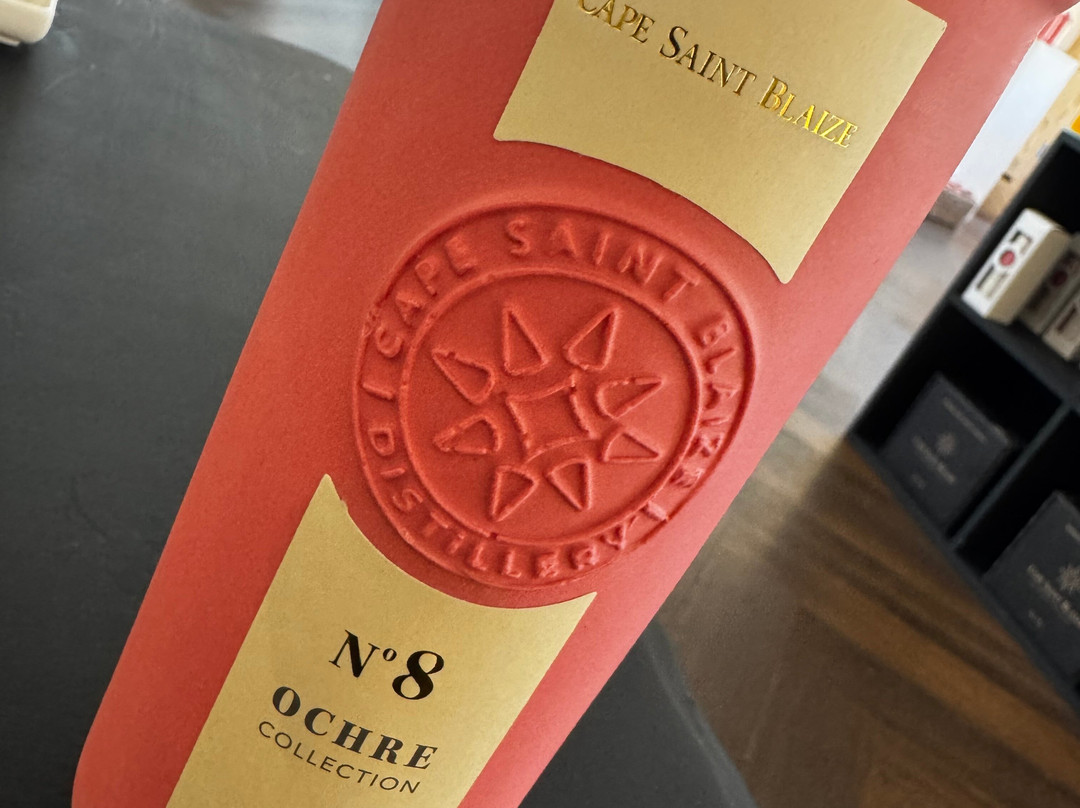 CAPE SAINT BLAIZE
CAPE SAINT BLAIZE
DISTILLERY
Nº8
OCHRE
COLLECTION